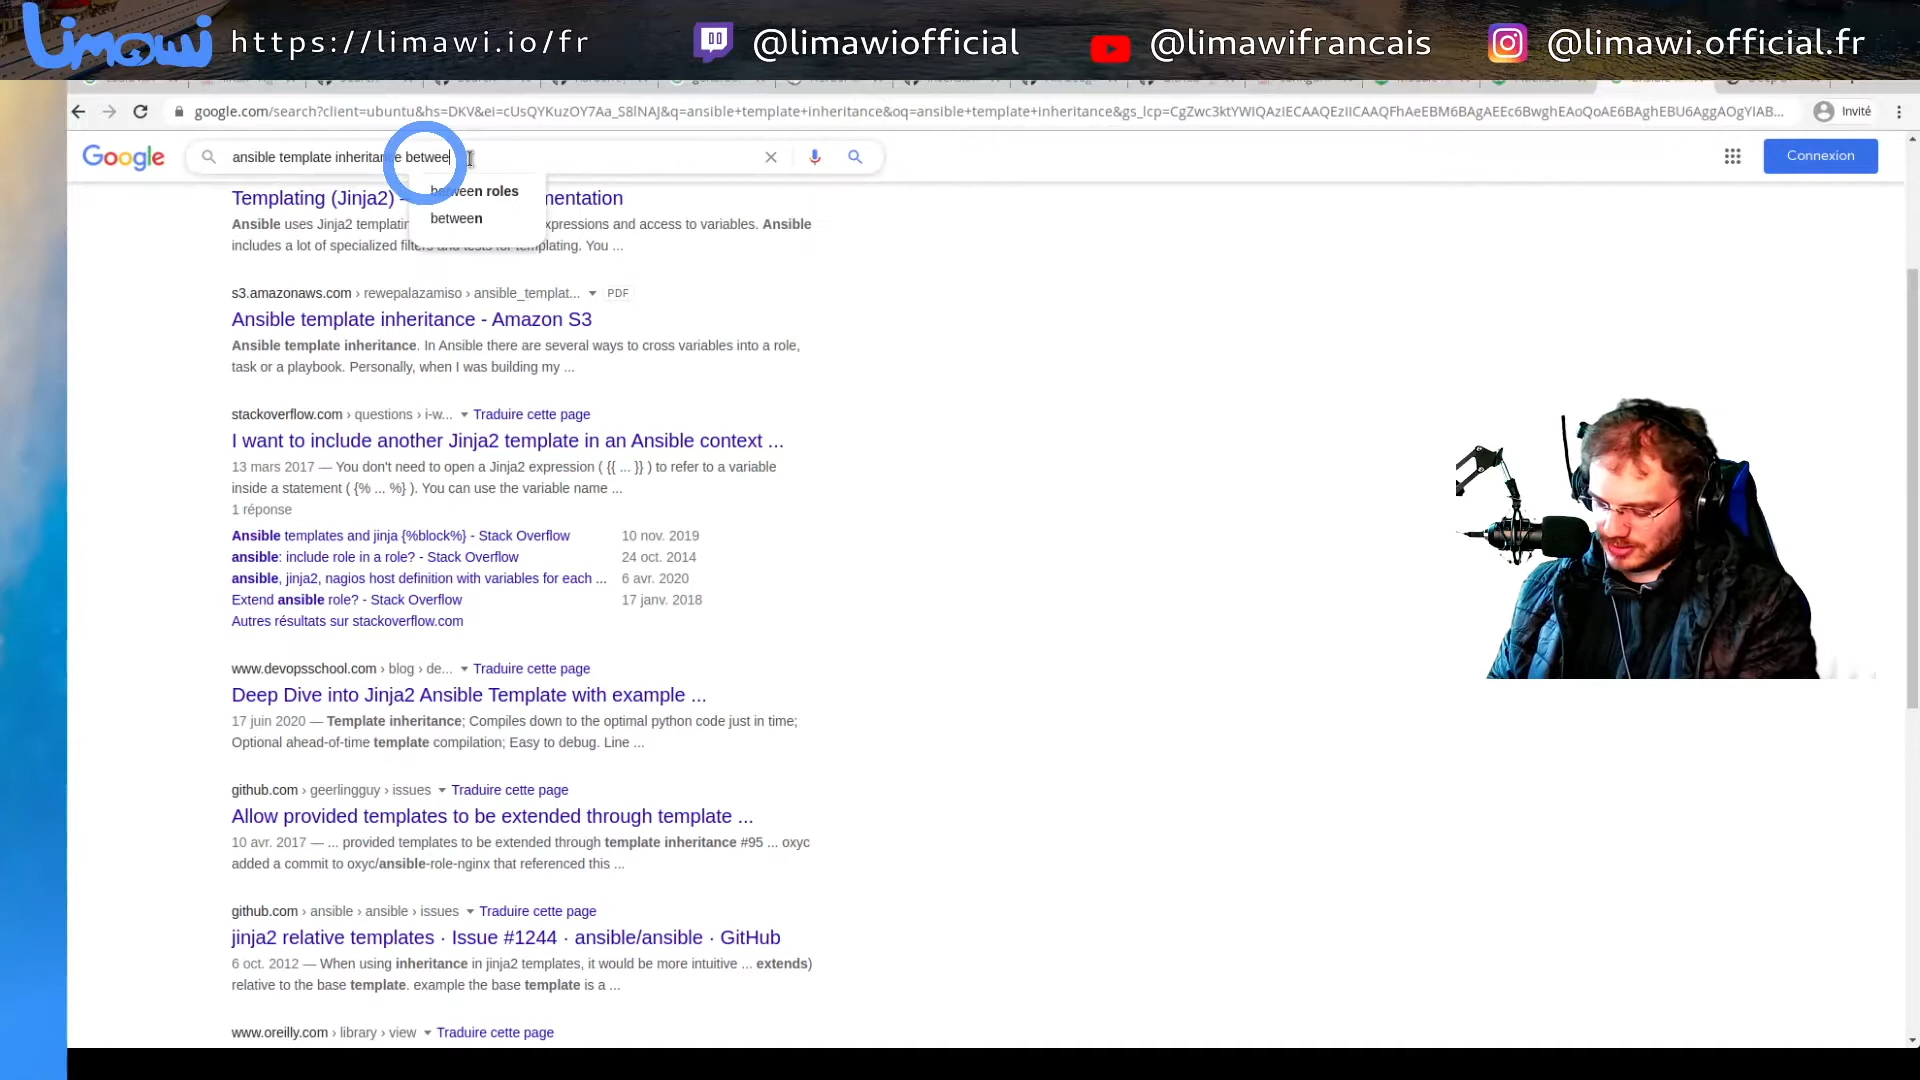 Limawi https://limawi.io/fr @limawiofficial @limawifrancais @limawi.official.fr
google.com/search?client=ubuntu&hs=DKV&ei=cUsQYKuzOY7Aa_S8lNAJ&q=ansible+template+inheritance&oq=ansible+template+inheritance&gs_lcp=CgZwc3ktYWIQAzIECAAQEzIICAAQFhAeEBM6BAgAEEc6BwghEAoQoAE6BAghEBU6AggAOgYIAB... Invité
Google ansible template inheritance betwee Connexion
between roles
between
Templating (Jinja2) - mentation
Ansible uses Jinja2 templatin xpressions and access to variables. Ansible
includes a lot of specialized filters and tests for templating. You ...
s3.amazonaws.com › rewepalazamiso › ansible_templat... PDF
Ansible template inheritance - Amazon S3
Ansible template inheritance. In Ansible there are several ways to cross variables into a role,
task or a playbook. Personally, when I was building my ...
stackoverflow.com › questions › i-w... Traduire cette page
I want to include another Jinja2 template in an Ansible context ...
13 mars 2017 — You don't need to open a Jinja2 expression ( {{ ... }} ) to refer to a variable
inside a statement ( {% ... %} ). You can use the variable name ...
1 réponse
Ansible templates and jinja {%block%} - Stack Overflow 10 nov. 2019
ansible: include role in a role? - Stack Overflow 24 oct. 2014
ansible, jinja2, nagios host definition with variables for each ... 6 avr. 2020
Extend ansible role? - Stack Overflow 17 janv. 2018
Autres résultats sur stackoverflow.com
www.devopsschool.com › blog › de... Traduire cette page
Deep Dive into Jinja2 Ansible Template with example ...
17 juin 2020 — Template inheritance; Compiles down to the optimal python code just in time;
Optional ahead-of-time template compilation; Easy to debug. Line ...
github.com › geerlingguy › issues Traduire cette page
Allow provided templates to be extended through template ...
10 avr. 2017 — ... provided templates to be extended through template inheritance #95 ... oxyc
added a commit to oxyc/ansible-role-nginx that referenced this ...
github.com › ansible › ansible › issues Traduire cette page
jinja2 relative templates · Issue #1244 · ansible/ansible · GitHub
6 oct. 2012 — When using inheritance in jinja2 templates, it would be more intuitive ... extends)
relative to the base template. example the base template is a ...
www.oreilly.com › library › view Traduire cette page